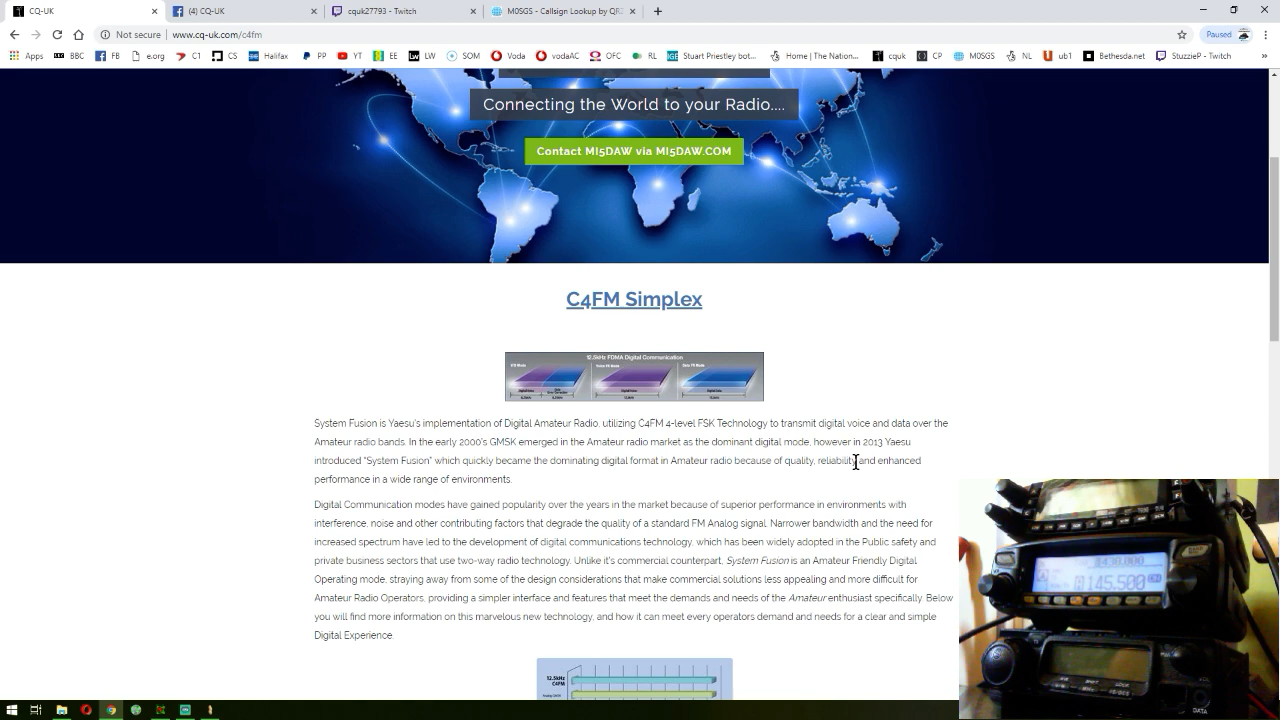 CQ-UK
(4) CQ-UK
cquk27793 - Twitch
M0SGS - Callsign Lookup by QRZ
Not secure
www.cq-uk.com/c4fm
Paused
Apps
BBC
FB
e.org
C1
CS
Halifax
PP
YT
EE
LW
SOM
Voda
vodaAC
OFC
RL
Stuart Priestley bot...
Home | The Nation...
cquk
CP
M0SGS
NL
ub1
Bethesda.net
StuzzieP - Twitch
Connecting the World to your Radio....
Contact MI5DAW via MI5DAW.COM
C4FM Simplex
12.5kHz FDMA Digital Communication
System Fusion is Yaesu's implementation of Digital Amateur Radio, utilizing C4FM 4-level FSK Technology to transmit digital voice and data over the
Amateur radio bands. In the early 2000's GMSK emerged in the Amateur radio market as the dominant digital mode, however in 2013 Yaesu
introduced "System Fusion" which quickly became the dominating digital format in Amateur radio because of quality, reliability and enhanced
performance in a wide range of environments.
Digital Communication modes have gained popularity over the years in the market because of superior performance in environments with
interference, noise and other contributing factors that degrade the quality of a standard FM Analog signal. Narrower bandwidth and the need for
increased spectrum have led to the development of digital communications technology, which has been widely adopted in the Public safety and
private business sectors that use two-way radio technology. Unlike it's commercial counterpart, System Fusion is an Amateur Friendly Digital
Operating mode, straying away from some of the design considerations that make commercial solutions less appealing and more difficult for
Amateur Radio Operators, providing a simpler interface and features that meet the demands and needs of the Amateur enthusiast specifically. Below
you will find more information on this marvelous new technology, and how it can meet every operators demand and needs for a clear and simple
Digital Experience.
12.5kHz
C4FM
430.000
145.500
DATA